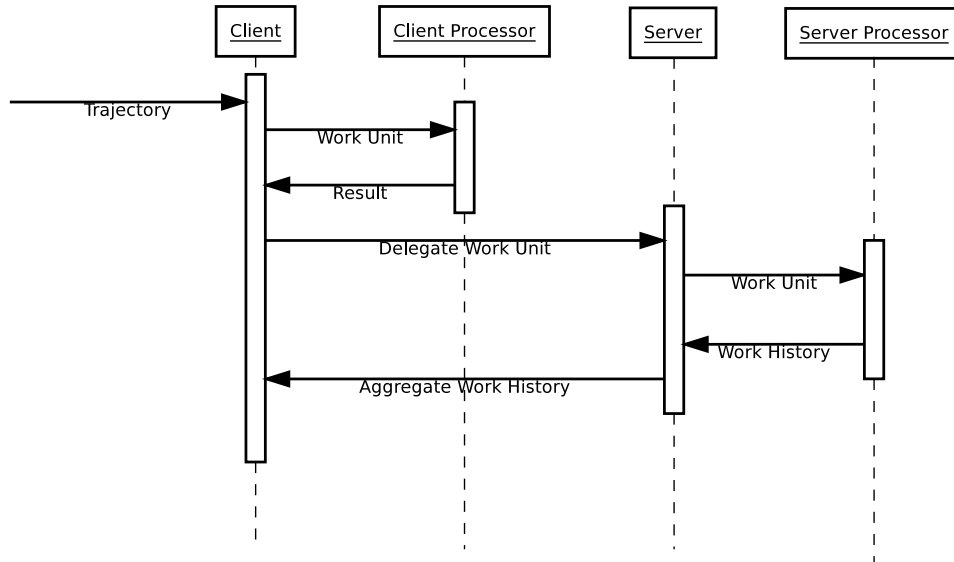 Client
Client Processor
Server
Server Processor
Trajectory
Work Unit
Result
Delegate Work Unit
Work Unit
Work History
Aggregate Work History